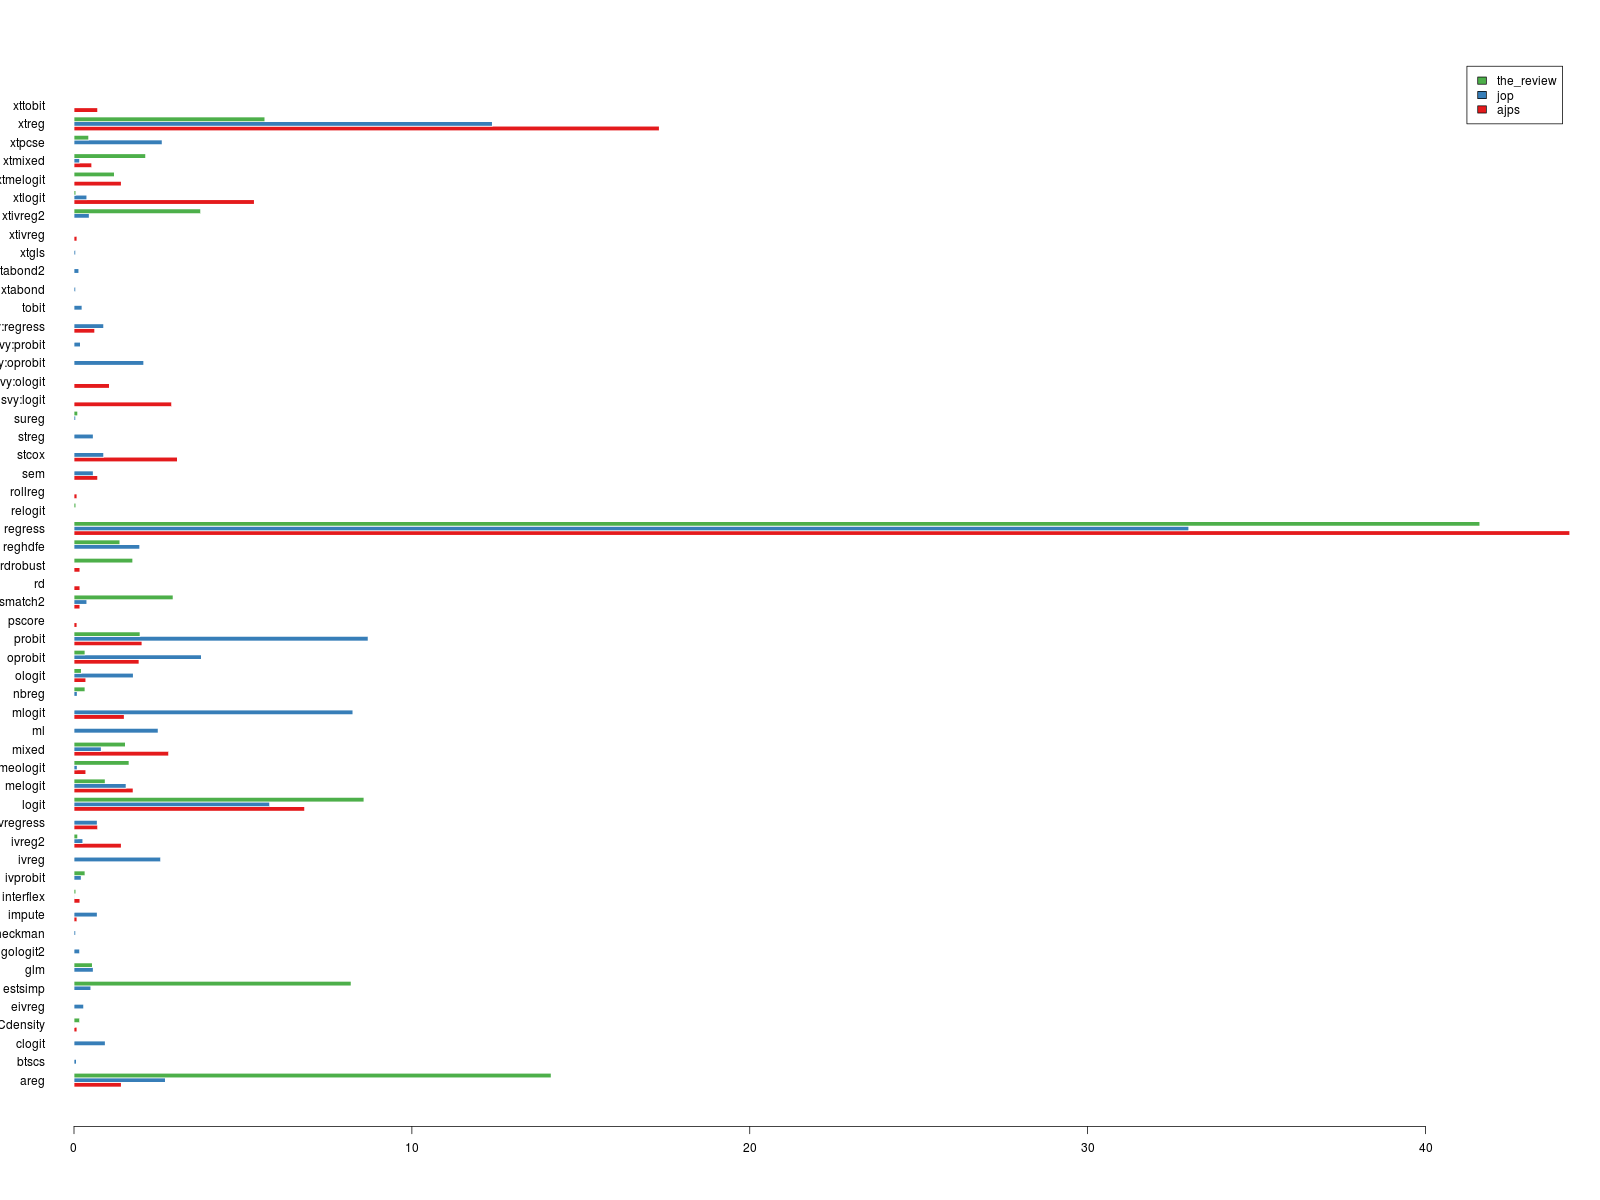 the_review
jop
ajps
xttobit
xtreg
xtpcse
xtmixed
xtmelogit
xtlogit
xtivreg2
xtivreg
xtgls
tabond2
xtabond
tobit
:regress
vy:probit
y:oprobit
vy:ologit
svy:logit
sureg
streg
stcox
sem
rollreg
relogit
regress
reghdfe
rdrobust
rd
smatch2
pscore
probit
oprobit
ologit
nbreg
mlogit
ml
mixed
meologit
melogit
logit
vregress
ivreg2
ivreg
ivprobit
interflex
impute
eckman
gologit2
glm
estsimp
eivreg
Cdensity
clogit
btscs
areg
0 10 20 30 40